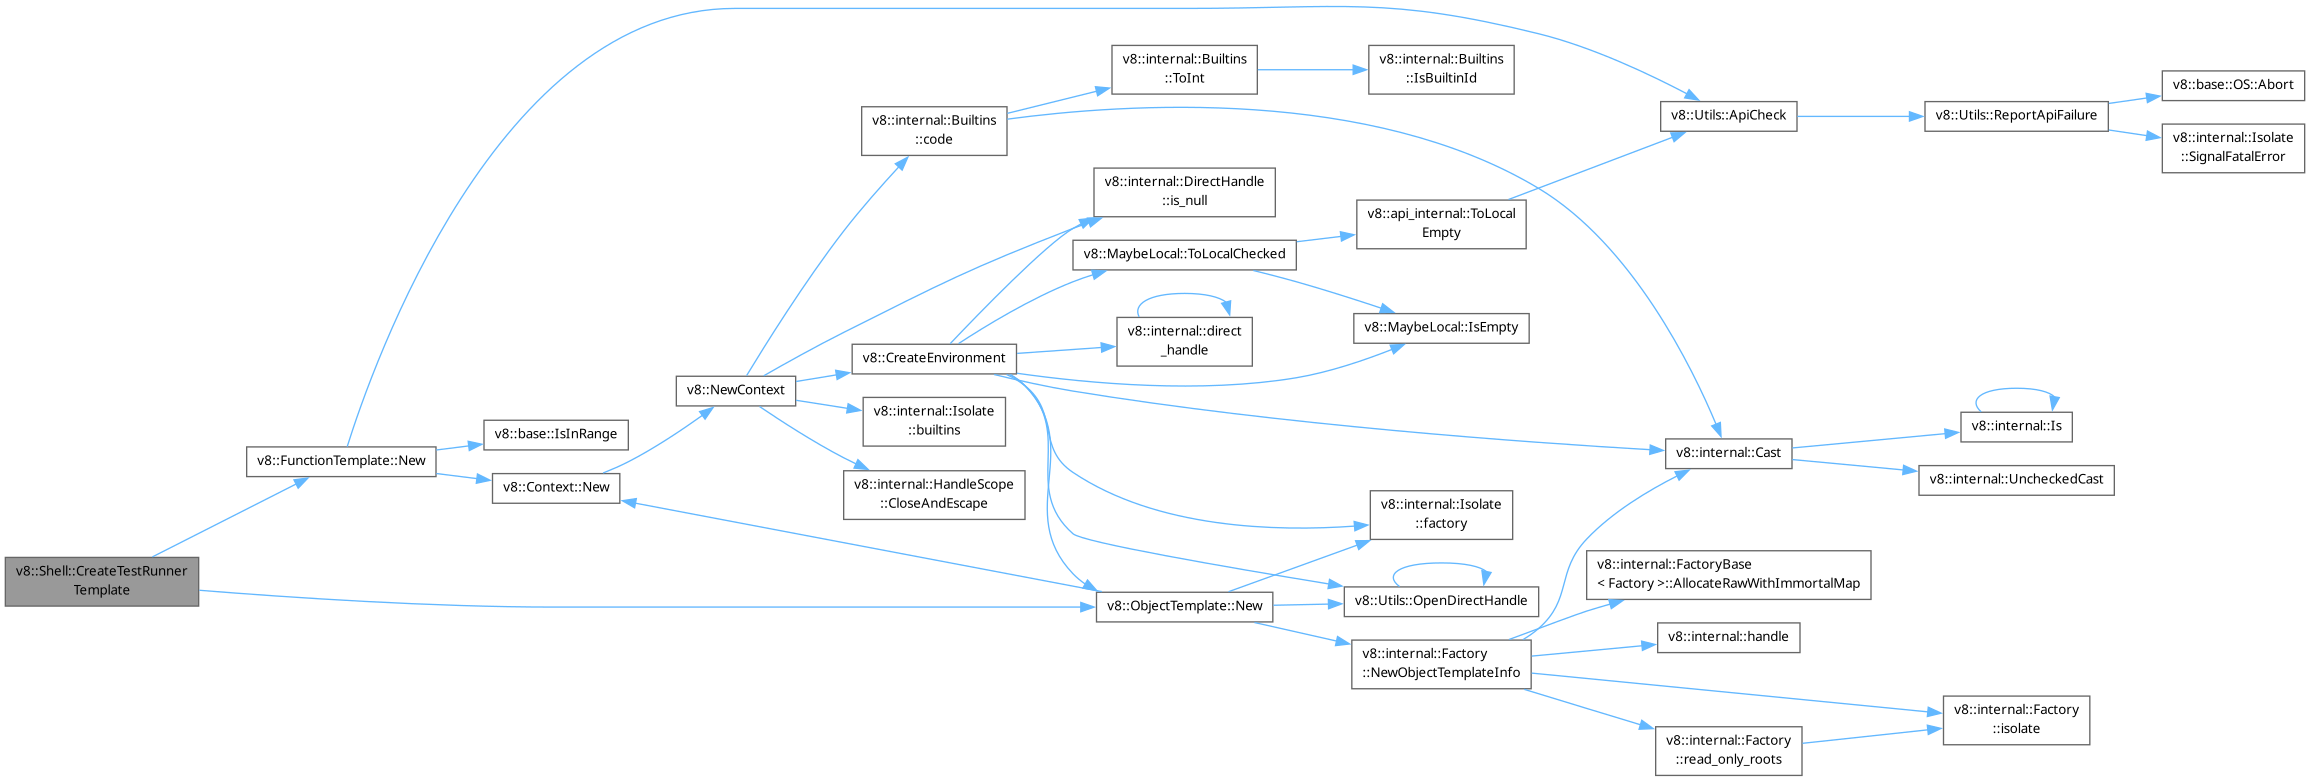 v8::Shell::CreateTestRunner
Template
v8::FunctionTemplate::New
v8::base::IsInRange
v8::Context::New
v8::NewContext
v8::internal::Builtins
::code
v8::CreateEnvironment
v8::internal::Isolate
::builtins
v8::internal::HandleScope
::CloseAndEscape
v8::internal::Builtins
::ToInt
v8::internal::DirectHandle
::is_null
v8::MaybeLocal::ToLocalChecked
v8::internal::direct
_handle
v8::ObjectTemplate::New
v8::internal::Builtins
::IsBuiltinId
v8::api_internal::ToLocal
Empty
v8::MaybeLocal::IsEmpty
v8::internal::Isolate
::factory
v8::Utils::OpenDirectHandle
v8::internal::Factory
::NewObjectTemplateInfo
v8::Utils::ApiCheck
v8::internal::Cast
v8::internal::FactoryBase
< Factory >::AllocateRawWithImmortalMap
v8::internal::handle
v8::internal::Factory
::read_only_roots
v8::Utils::ReportApiFailure
v8::internal::Is
v8::internal::UncheckedCast
v8::internal::Factory
::isolate
v8::base::OS::Abort
v8::internal::Isolate
::SignalFatalError